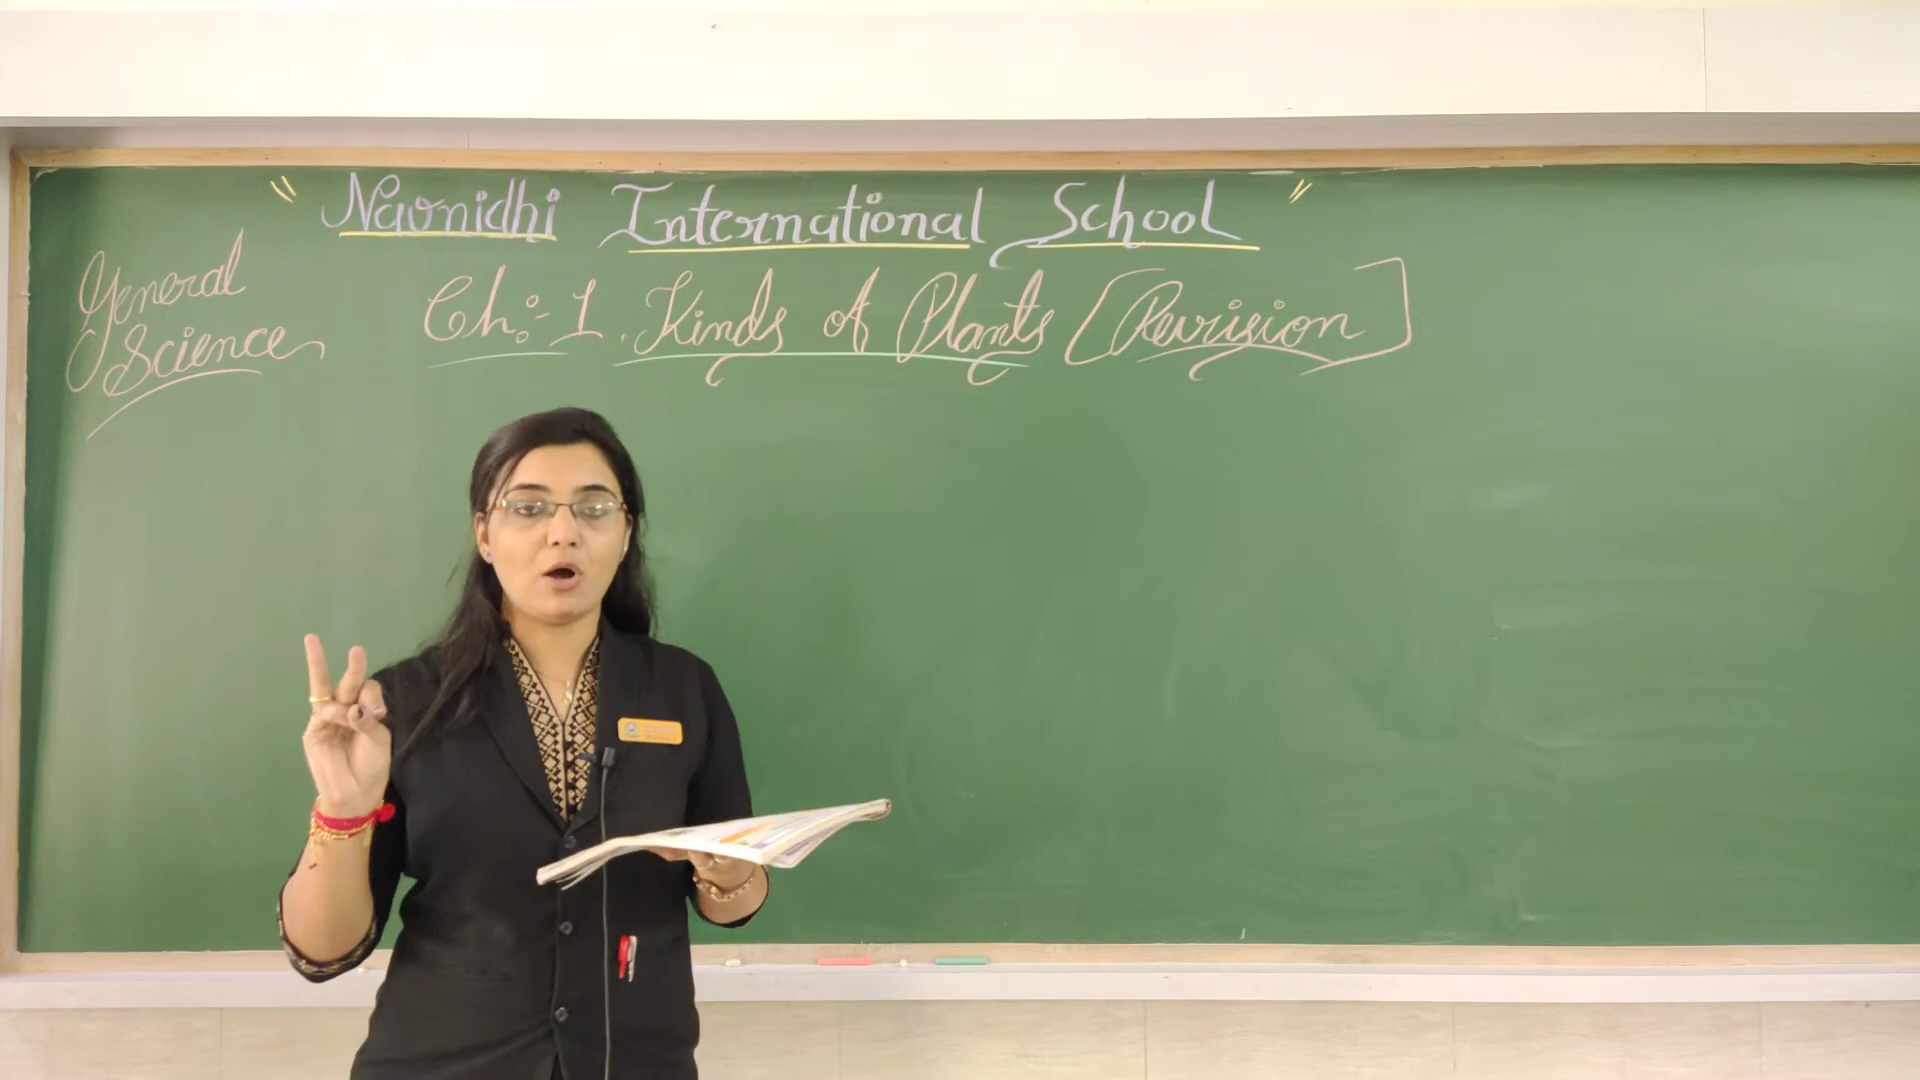 " Navnidhi International School "
General
Science
Ch:-1. Kinds of Plants [Revision]